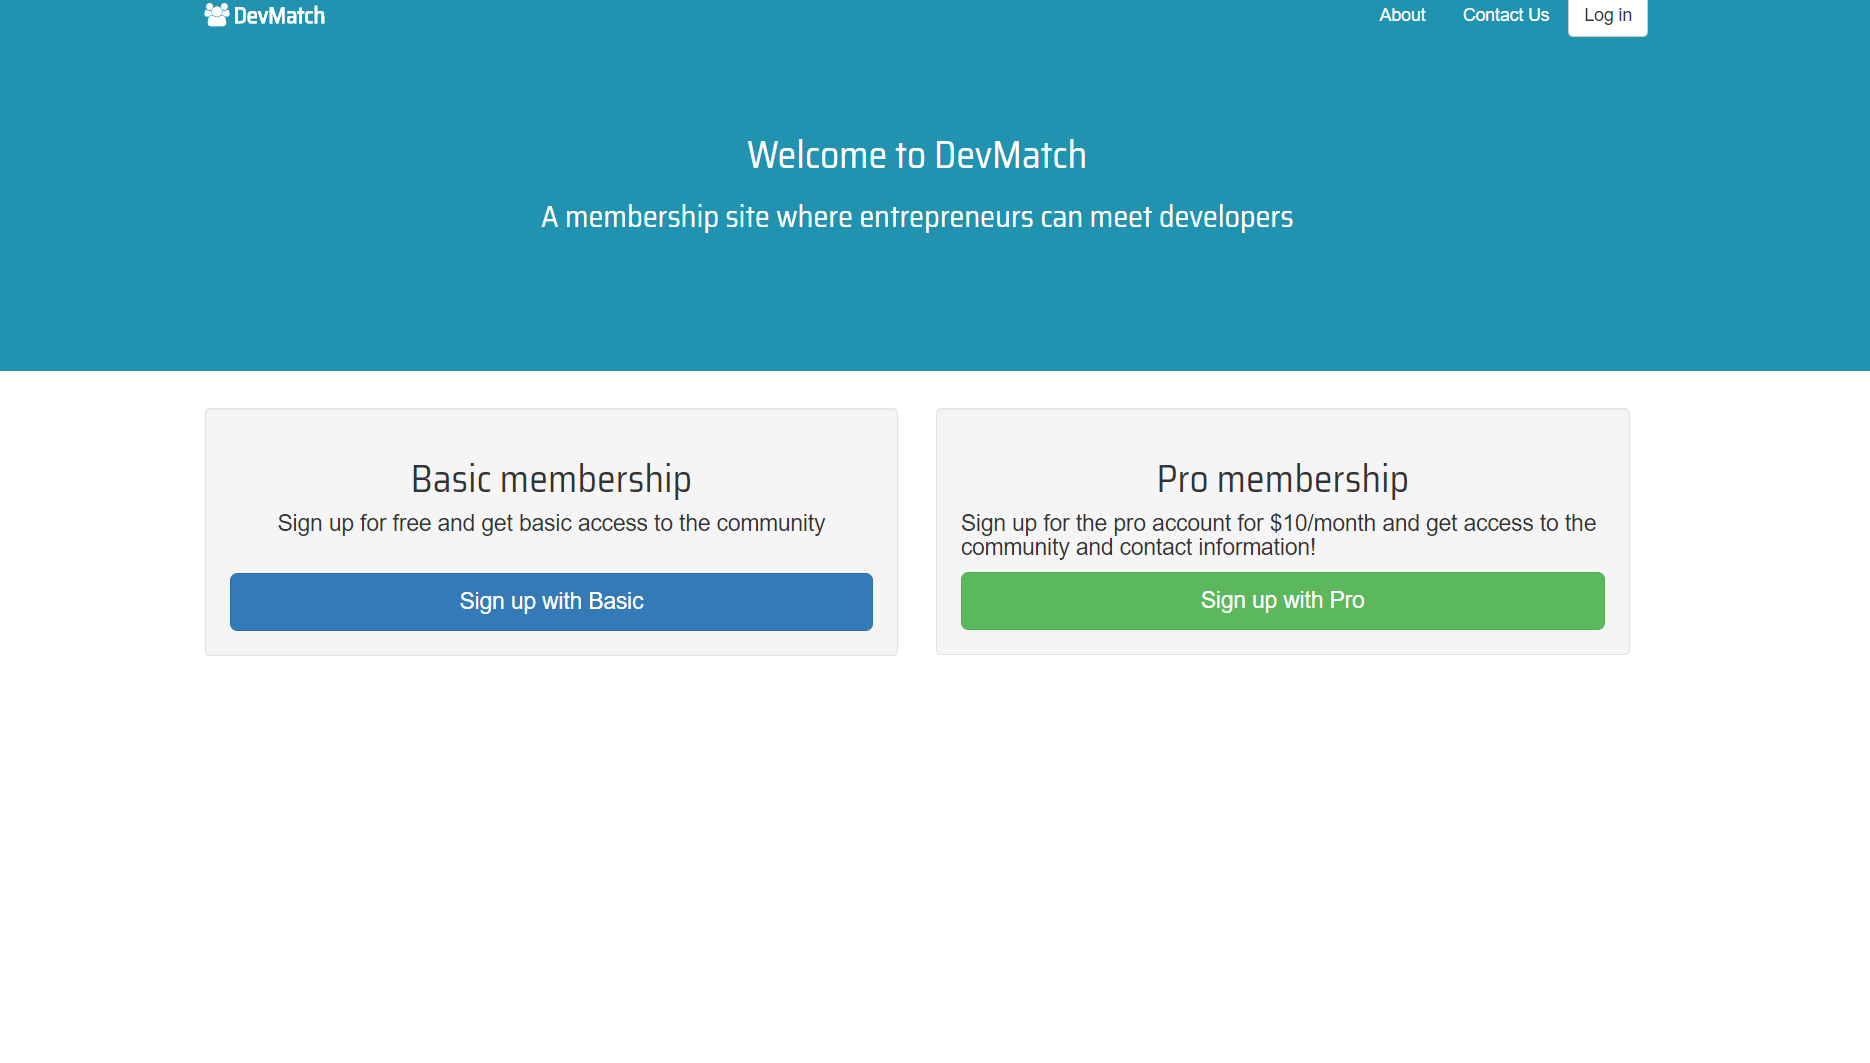 DevMatch
About
Contact Us
Log in
Welcome to DevMatch
A membership site where entrepreneurs can meet developers
Basic membership
Sign up for free and get basic access to the community
Sign up with Basic
Pro membership
Sign up for the pro account for $10/month and get access to the
community and contact information!
Sign up with Pro